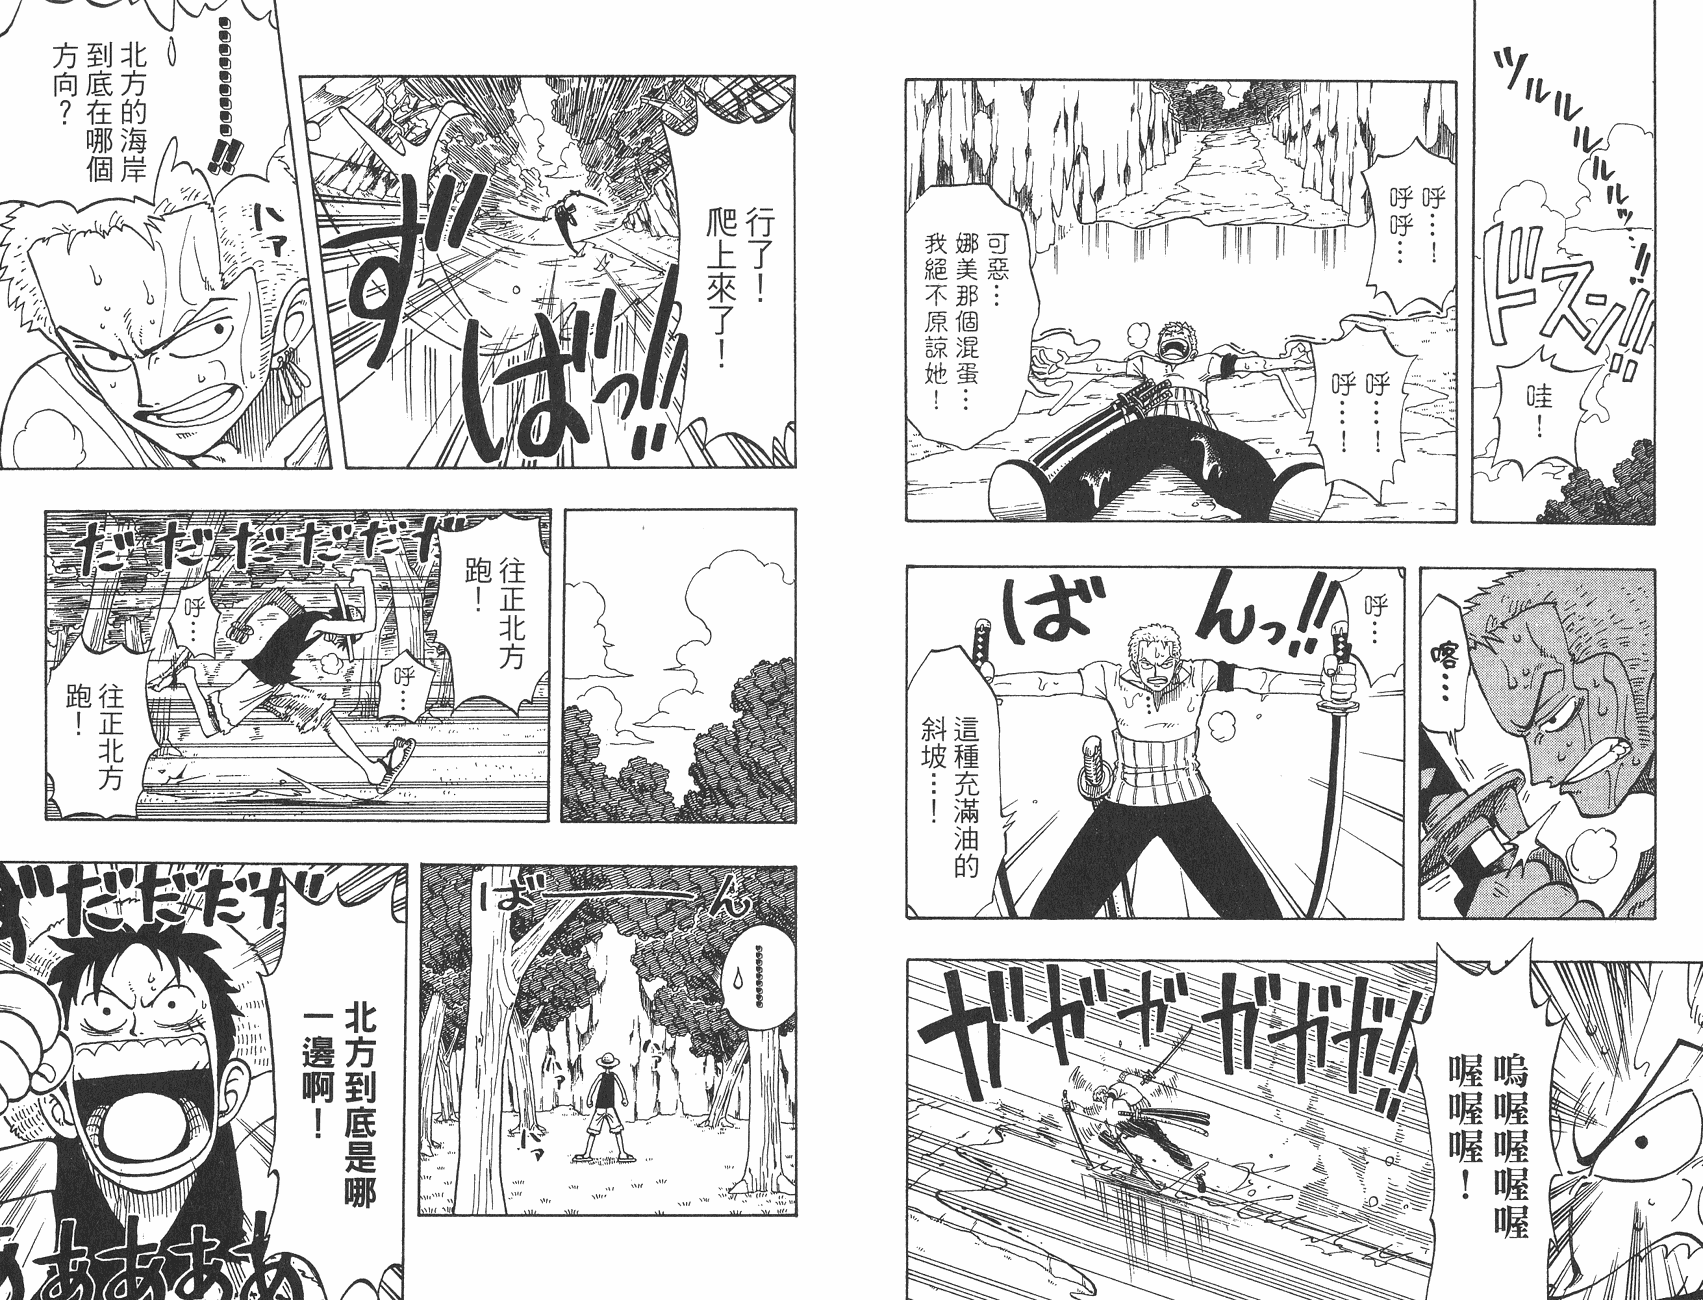 ツルルルルルッ…!!
ドスン!!!
哇！
呼…！
呼呼…
呼…！
呼…！
可惡…
娜美那個混蛋…
我絕不原諒她！
喀…
呼…
ばんっ!!
這種充滿油的
斜坡…！
嗚喔喔喔喔
喔喔喔！
ガガガガガガ!!
行了！
爬上來了！
ずばっ!!
…………!!
北方的海岸
到底在哪個
方向？
ハァ
往正北方
跑！
呼…
呼…
往正北方
跑！
だだだだだだ
ばーーん
…………
だだだだ
北方到底是哪
一邊啊！
ああああああ